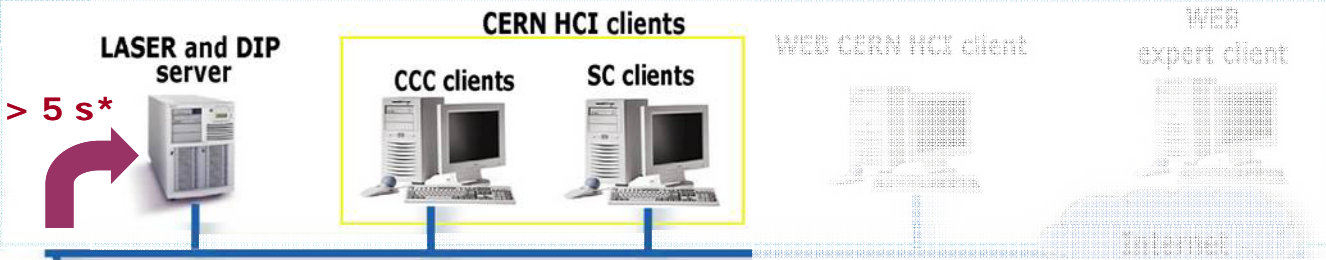 CERN HCI clients
LASER and DIP
server
CCC clients
SC clients
WEB CERN HCI client
WEB
expert client
> 5 s*
Internet